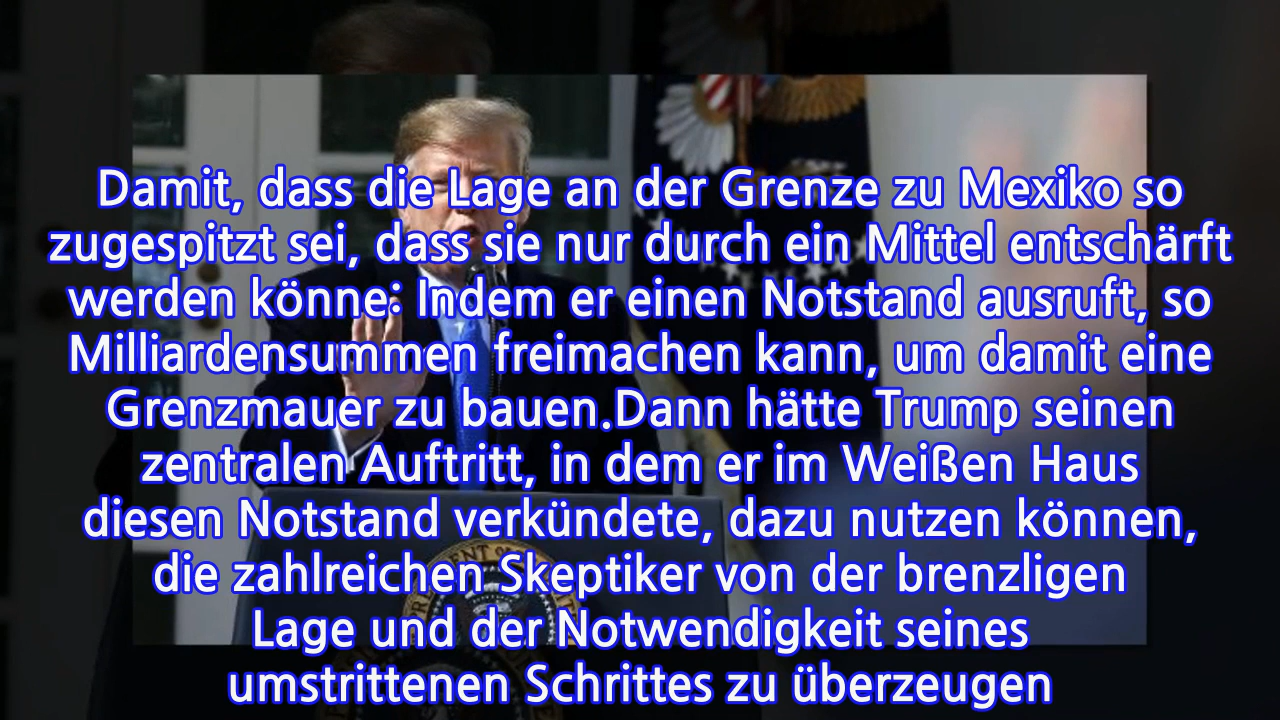 Damit, dass die Lage an der Grenze zu Mexiko so
zugespitzt sei, dass sie nur durch ein Mittel entschärft
werden könne: Indem er einen Notstand ausruft, so
Milliardensummen freimachen kann, um damit eine
Grenzmauer zu bauen.Dann hätte Trump seinen
zentralen Auftritt, in dem er im Weißen Haus
diesen Notstand verkündete, dazu nutzen können,
die zahlreichen Skeptiker von der brenzligen
Lage und der Notwendigkeit seines
umstrittenen Schrittes zu überzeugen